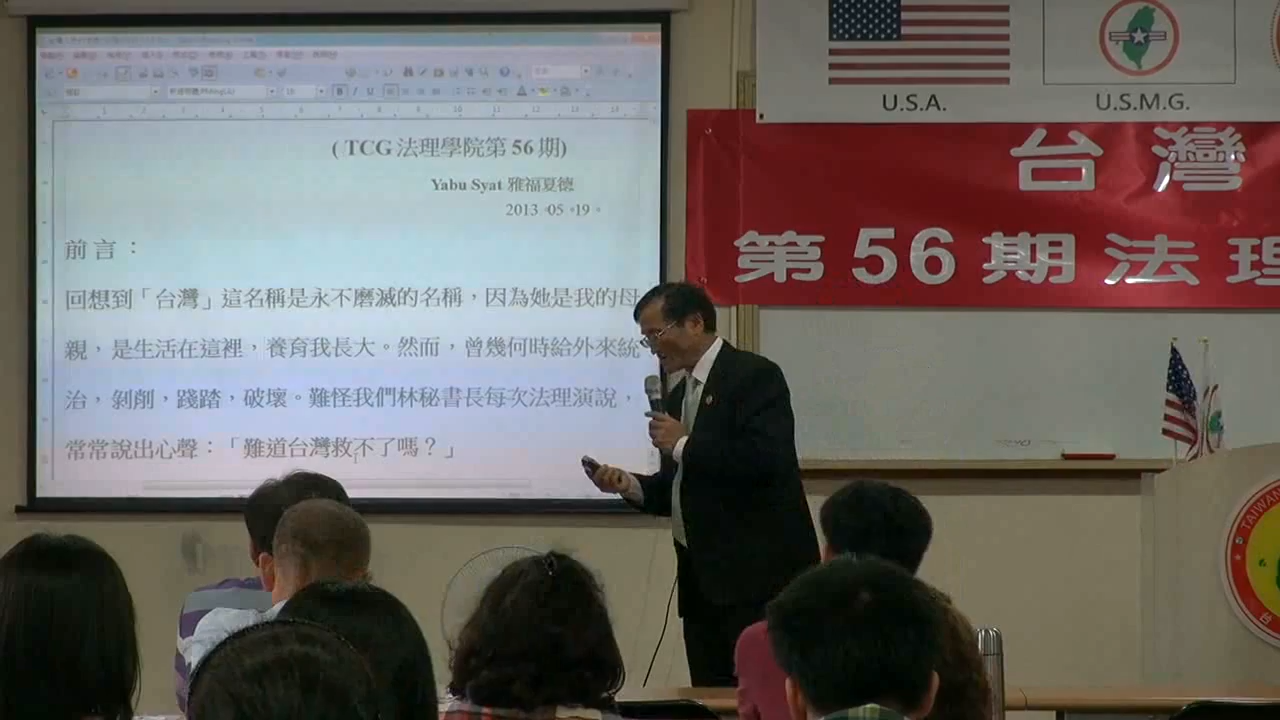 ( TCG 法理學院第 56 期)
Yabu Syat 雅福夏德
2013 。05 。19 。
前 言 ：
回想到「台灣」這名稱是永不磨滅的名稱，因為她是我的母
親，是生活在這裡，養育我長大。然而，曾幾何時給外來統
治，剝削，踐踏，破壞。難怪我們林秘書長每次法理演說，
常常說出心聲：「難道台灣救不了嗎？」
U.S.A.
U.S.M.G.
台 灣
第 56 期 法 理
TAIWAN